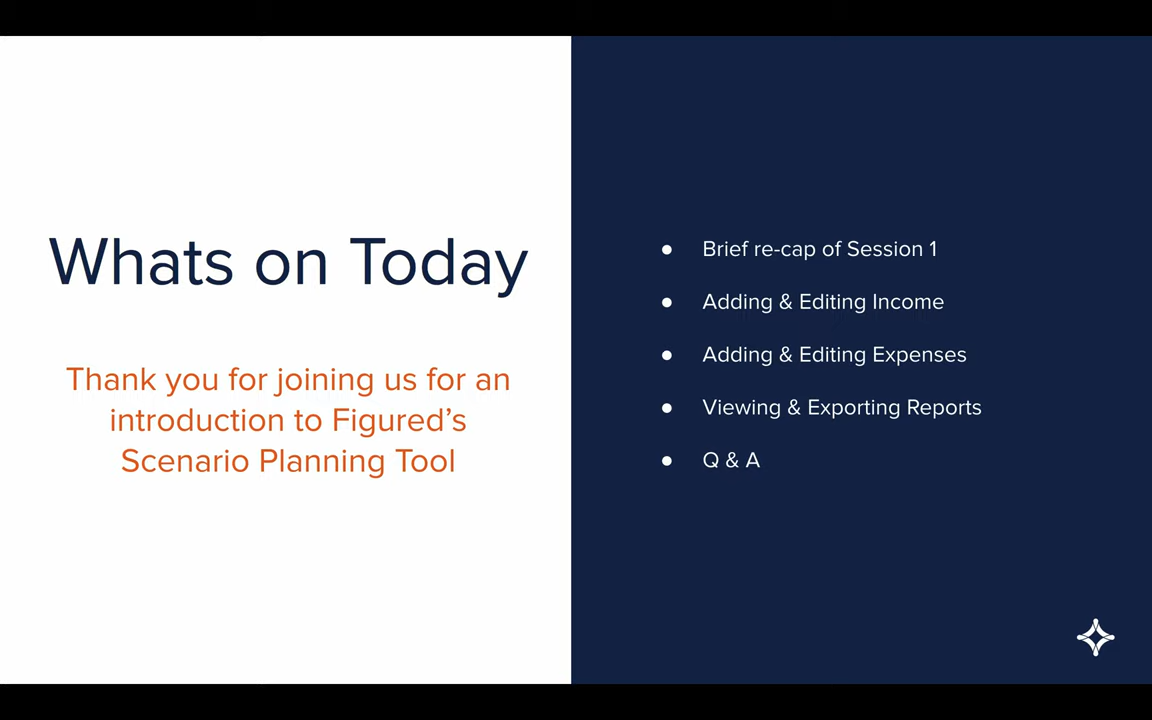 Whats on Today
Thank you for joining us for an
introduction to Figured’s
Scenario Planning Tool
● Brief re-cap of Session 1
● Adding & Editing Income
● Adding & Editing Expenses
● Viewing & Exporting Reports
● Q & A